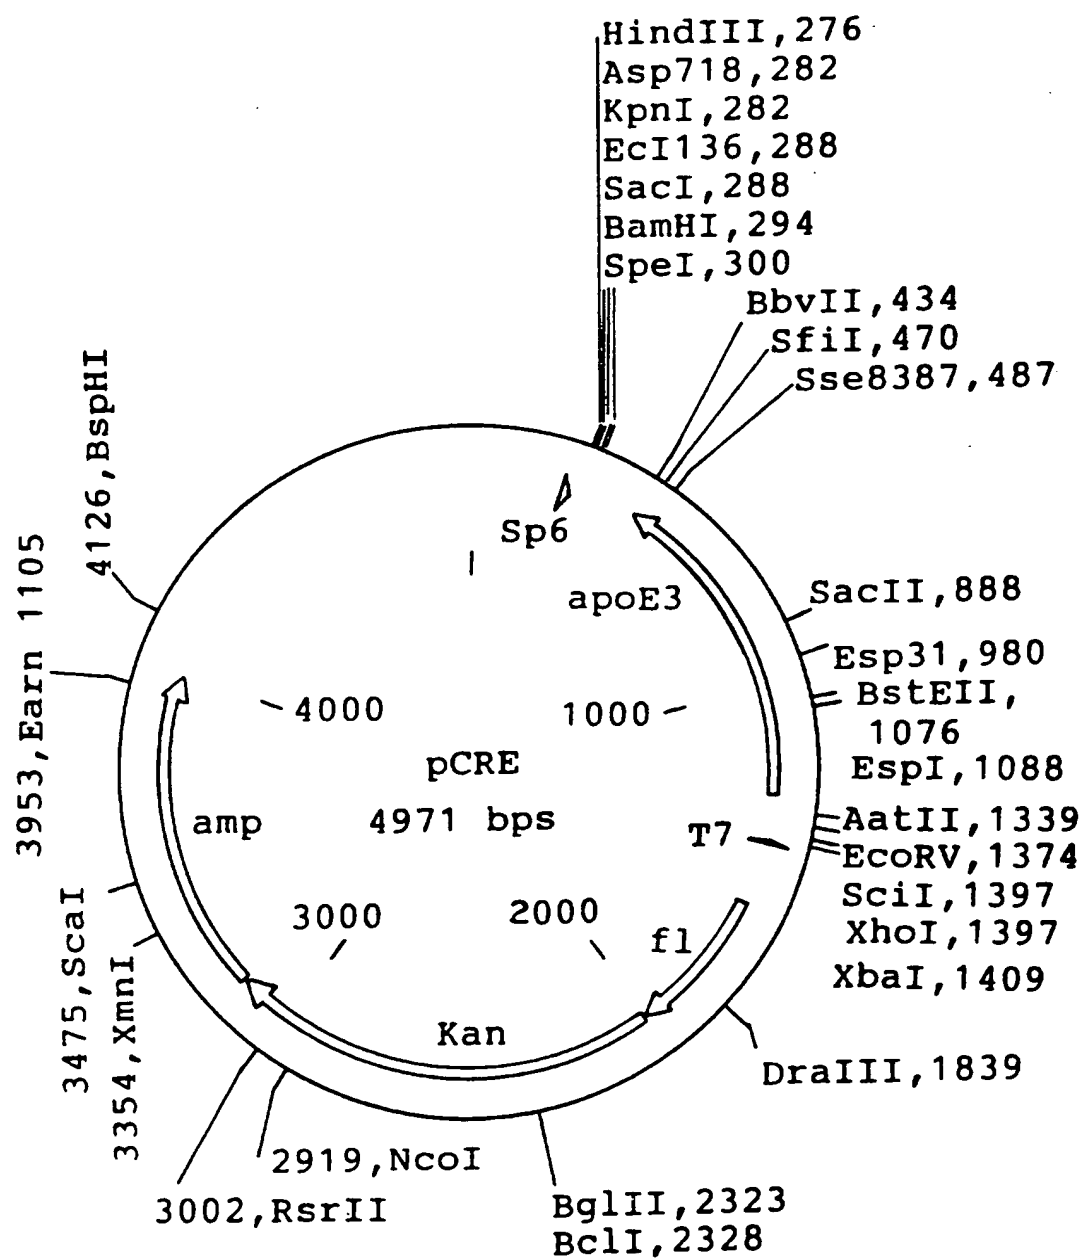 HindIII,276
Asp718,282
KpnI,282
EcI136,288
SacI,288
BamHI,294
SpeI,300
BbvII,434
SfiI,470
Sse8387,487
4126,BspHI
Sp6
apoE3
SacII,888
3953,Earn 1105
Esp31,980
BstEII,
1076
4000
1000
EspI,1088
pCRE
4971 bps
amp
T7
AatII,1339
EcoRV,1374
SciI,1397
XhoI,1397
XbaI,1409
3000
2000
f1
3475,ScaI
3354,XmnI
Kan
DraIII,1839
2919,NcoI
3002,RsrII
BglII,2323
BclI,2328